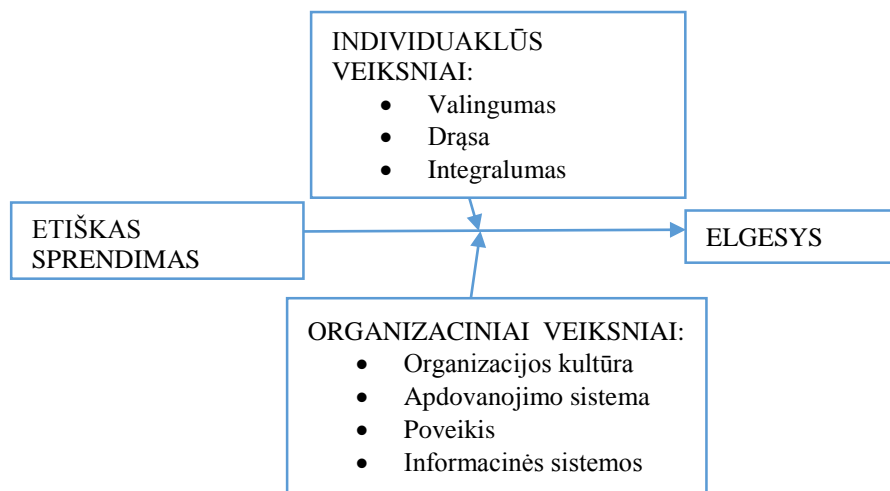 INDIVIDUAKLŪS
VEIKSNIAI:
• Valingumas
• Drąsa
• Integralumas
ETIŠKAS
SPRENDIMAS
ELGESYS
ORGANIZACINIAI VEIKSNIAI:
• Organizacijos kultūra
• Apdovanojimo sistema
• Poveikis
• Informacinės sistemos